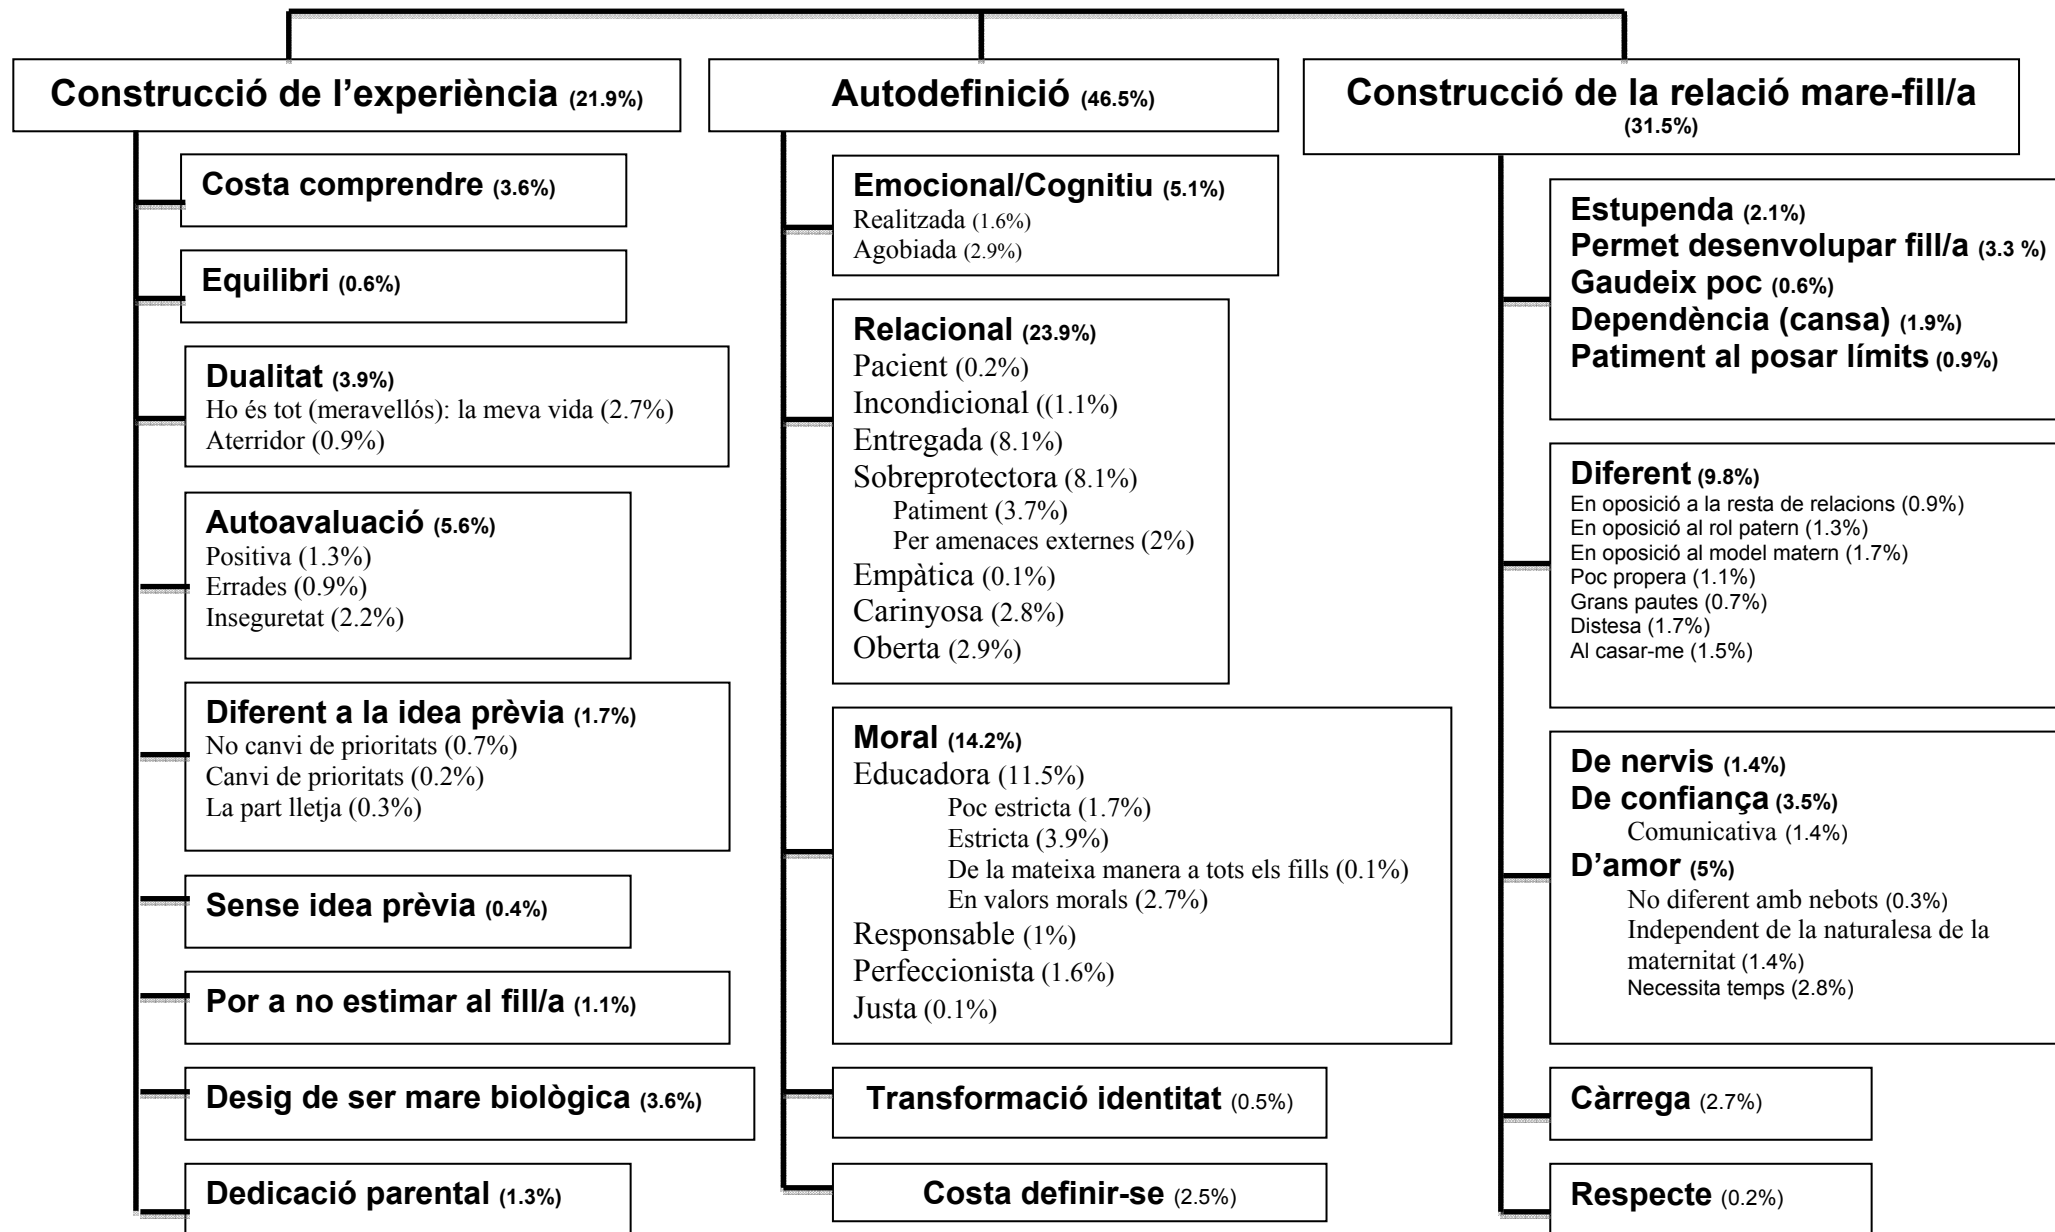 Construcció de l’experiència (21.9%)
Costa comprendre (3.6%)
Equilibri (0.6%)
Dualitat (3.9%)
Ho és tot (meravellós): la meva vida (2.7%)
Aterridor (0.9%)
Autoavaluació (5.6%)
Positiva (1.3%)
Errades (0.9%)
Inseguretat (2.2%)
Diferent a la idea prèvia (1.7%)
No canvi de prioritats (0.7%)
Canvi de prioritats (0.2%)
La part lletja (0.3%)
Sense idea prèvia (0.4%)
Por a no estimar al fill/a (1.1%)
Desig de ser mare biològica (3.6%)
Dedicació parental (1.3%)
Autodefinició (46.5%)
Emocional/Cognitiu (5.1%)
Realitzada (1.6%)
Agobiada (2.9%)
Relacional (23.9%)
Pacient (0.2%)
Incondicional ((1.1%)
Entregada (8.1%)
Sobreprotectora (8.1%)
Patiment (3.7%)
Per amenaces externes (2%)
Empàtica (0.1%)
Carinyosa (2.8%)
Oberta (2.9%)
Moral (14.2%)
Educadora (11.5%)
Poc estricta (1.7%)
Estricta (3.9%)
De la mateixa manera a tots els fills (0.1%)
En valors morals (2.7%)
Responsable (1%)
Perfeccionista (1.6%)
Justa (0.1%)
Transformació identitat (0.5%)
Costa definir-se (2.5%)
Construcció de la relació mare-fill/a
(31.5%)
Estupenda (2.1%)
Permet desenvolupar fill/a (3.3 %)
Gaudeix poc (0.6%)
Dependència (cansa) (1.9%)
Patiment al posar límits (0.9%)
Diferent (9.8%)
En oposició a la resta de relacions (0.9%)
En oposició al rol patern (1.3%)
En oposició al model matern (1.7%)
Poc propera (1.1%)
Grans pautes (0.7%)
Distesa (1.7%)
Al casar-me (1.5%)
De nervis (1.4%)
De confiança (3.5%)
Comunicativa (1.4%)
D’amor (5%)
No diferent amb nebots (0.3%)
Independent de la naturalesa de la
maternitat (1.4%)
Necessita temps (2.8%)
Càrrega (2.7%)
Respecte (0.2%)